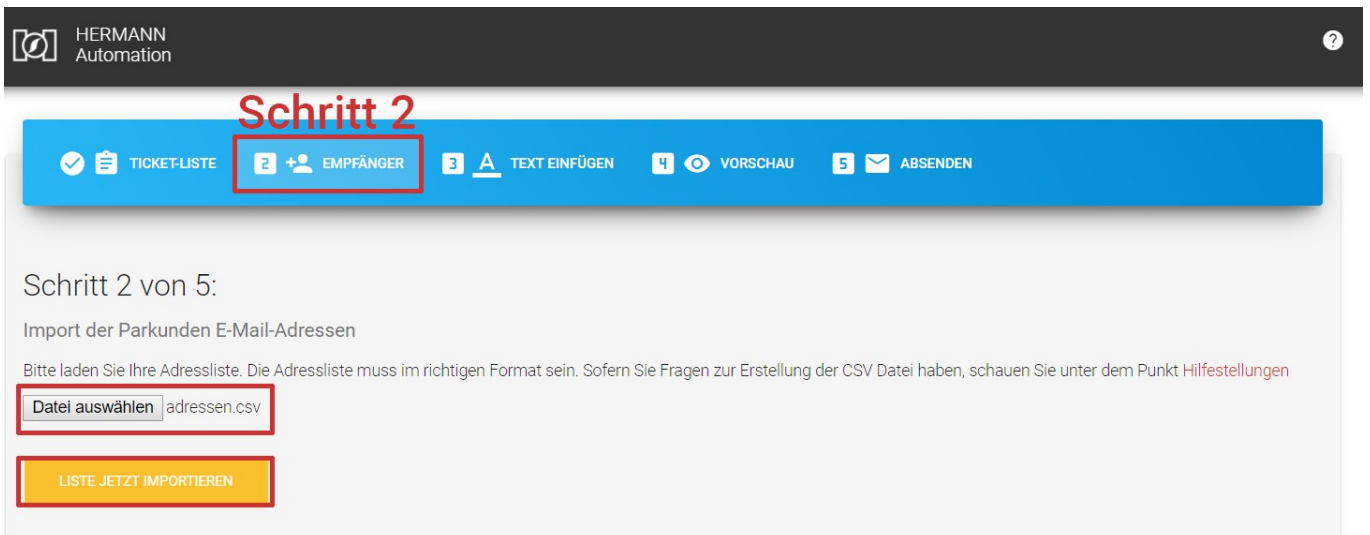 HERMANN
Automation
?
Schritt 2
TICKET-LISTE 2 EMPFÄNGER 3 A TEXT EINFÜGEN 4 VORSCHAU 5 ABSENDEN
Schritt 2 von 5:
Import der Parkunden E-Mail-Adressen
Bitte laden Sie Ihre Adressliste. Die Adressliste muss im richtigen Format sein. Sofern Sie Fragen zur Erstellung der CSV Datei haben, schauen Sie unter dem Punkt Hilfestellungen
Datei auswählen adressen.csv
LISTE JETZT IMPORTIEREN